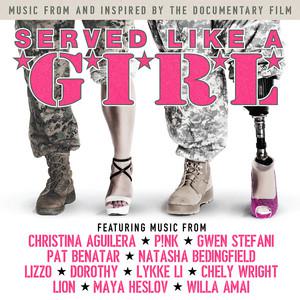 MUSIC FROM AND INSPIRED BY THE DOCUMENTARY FILM
SERVED LIKE A
*G*I*R*L*
FEATURING MUSIC FROM
CHRISTINA AGUILERA ★ P!NK ★ GWEN STEFANI
PAT BENATAR ★ NATASHA BEDINGFIELD
LIZZO ★ DOROTHY ★ LYKKE LI ★ CHELY WRIGHT
LION ★ MAYA HESLOV ★ WILLA AMAI